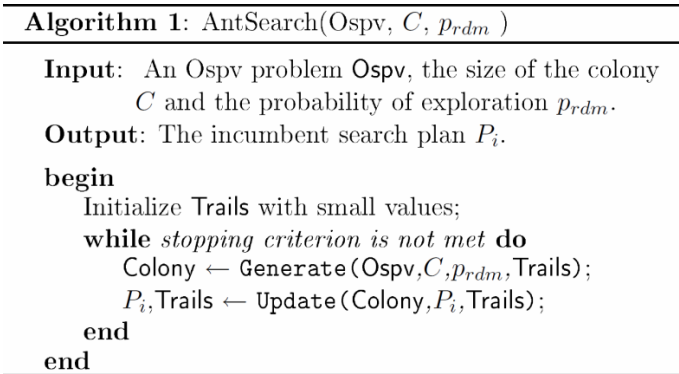 Algorithm 1: AntSearch(Ospv, C, p_rdm )
Input: An Ospv problem Ospv, the size of the colony
C and the probability of exploration p_rdm.
Output: The incumbent search plan P_i.
begin
Initialize Trails with small values;
while stopping criterion is not met do
Colony ← Generate(Ospv,C,p_rdm,Trails);
P_i,Trails ← Update(Colony,P_i,Trails);
end
end